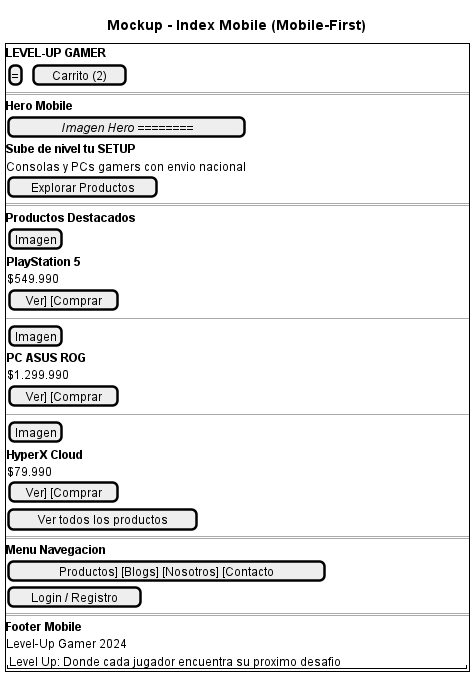 Mockup - Index Mobile (Mobile-First)
LEVEL-UP GAMER
= Carrito (2)
Hero Mobile
Imagen Hero ========
Sube de nivel tu SETUP
Consolas y PCs gamers con envio nacional
Explorar Productos
Productos Destacados
Imagen
PlayStation 5
$549.990
Ver] [Comprar
Imagen
PC ASUS ROG
$1.299.990
Ver] [Comprar
Imagen
HyperX Cloud
$79.990
Ver] [Comprar
Ver todos los productos
Menu Navegacion
Productos] [Blogs] [Nosotros] [Contacto
Login / Registro
Footer Mobile
Level-Up Gamer 2024
Level Up: Donde cada jugador encuentra su proximo desafio